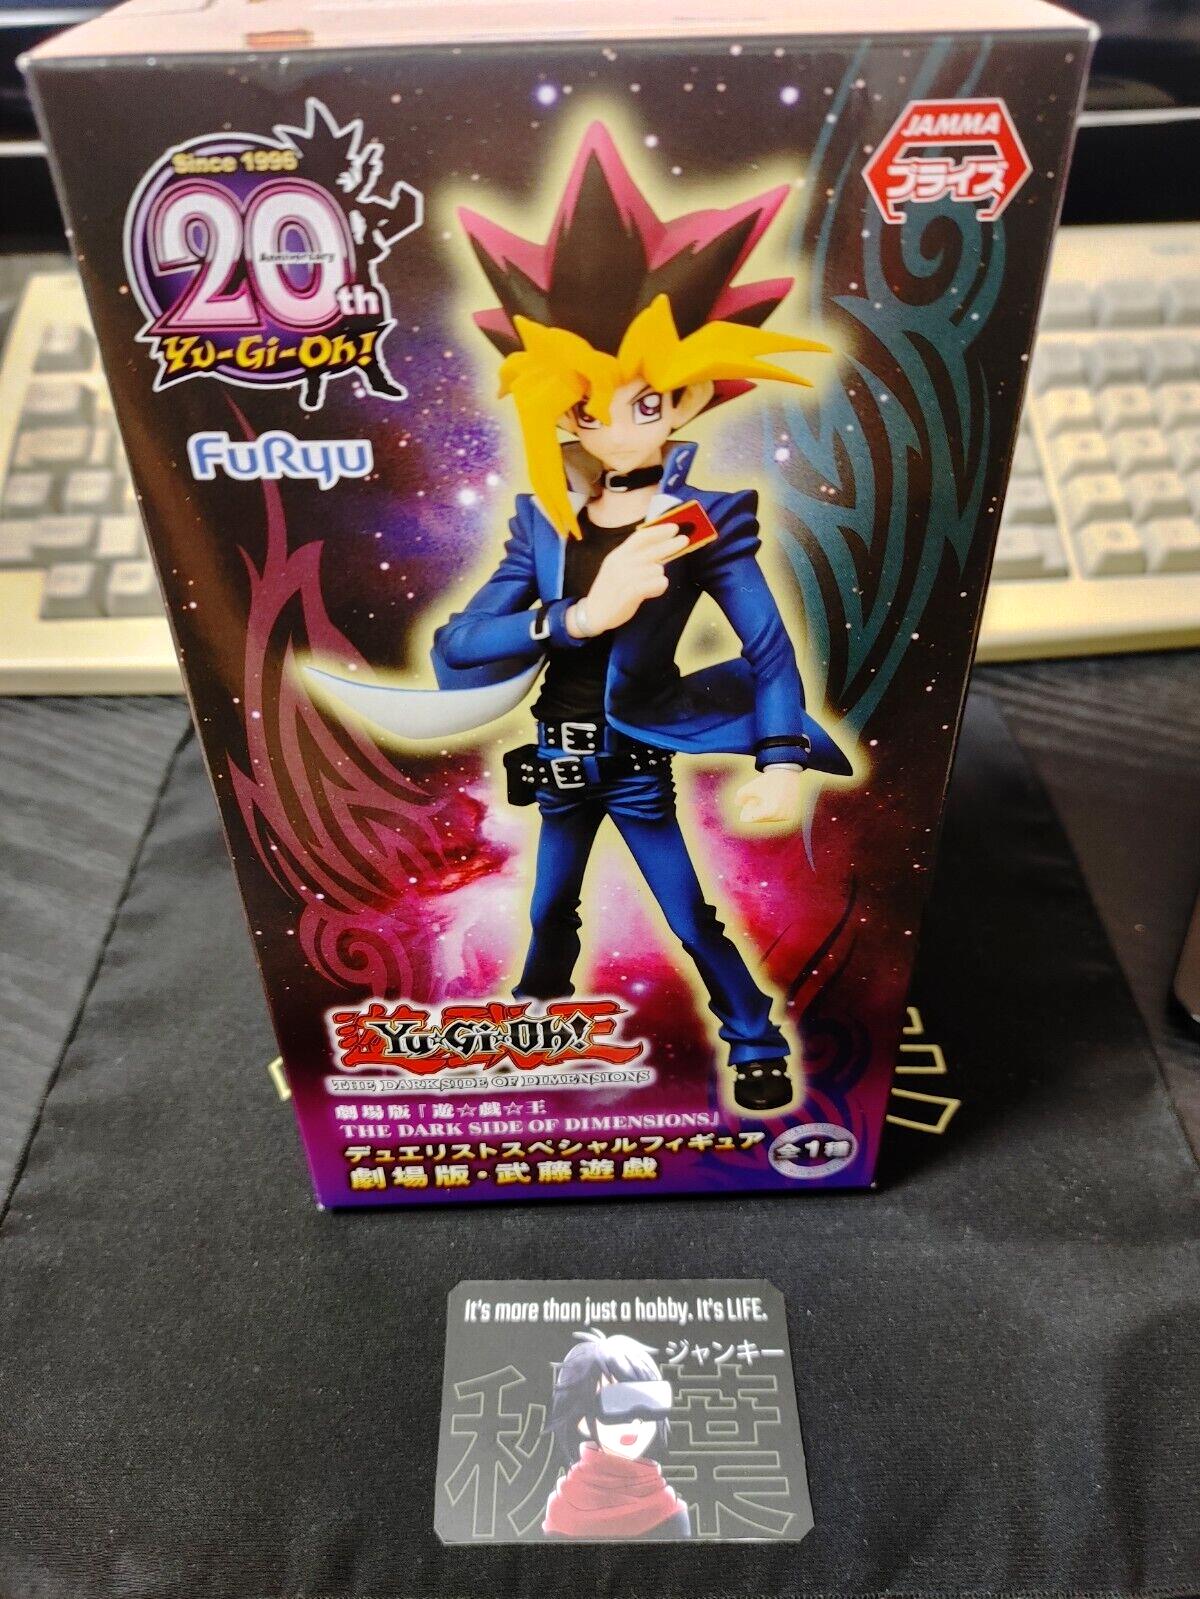 Since 1996
20th
Anniversary
Yu-Gi-Oh!
FuRyu
JAMMA
プライズ
遊戯王
Yu-Gi-Oh!
THE DARK SIDE OF DIMENSIONS
劇場版「遊☆戯☆王
THE DARK SIDE OF DIMENSIONS」
デュエリストスペシャルフィギュア
劇場版・武藤遊戯
全1種
It's more than just a hobby. It's LIFE.
ジャンキー
秋葉